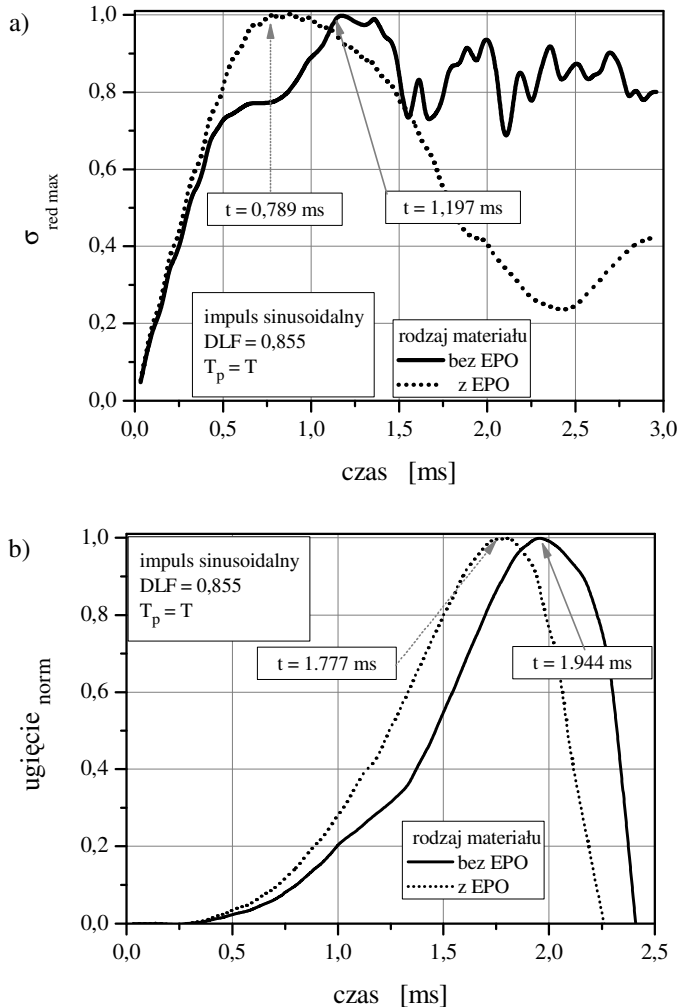 a)
1,0
0,8
0,6
0,4
0,2
0,0
σ red max
t = 0,789 ms
t = 1,197 ms
impuls sinusoidalny
DLF = 0,855
Tp = T
rodzaj materiału
bez EPO
z EPO
0,0 0,5 1,0 1,5 2,0 2,5 3,0
czas [ms]
b)
1,0
0,8
0,6
0,4
0,2
0,0
ugięcie norm
impuls sinusoidalny
DLF = 0,855
Tp = T
t = 1.777 ms
t = 1.944 ms
rodzaj materiału
bez EPO
z EPO
0,0 0,5 1,0 1,5 2,0 2,5
czas [ms]